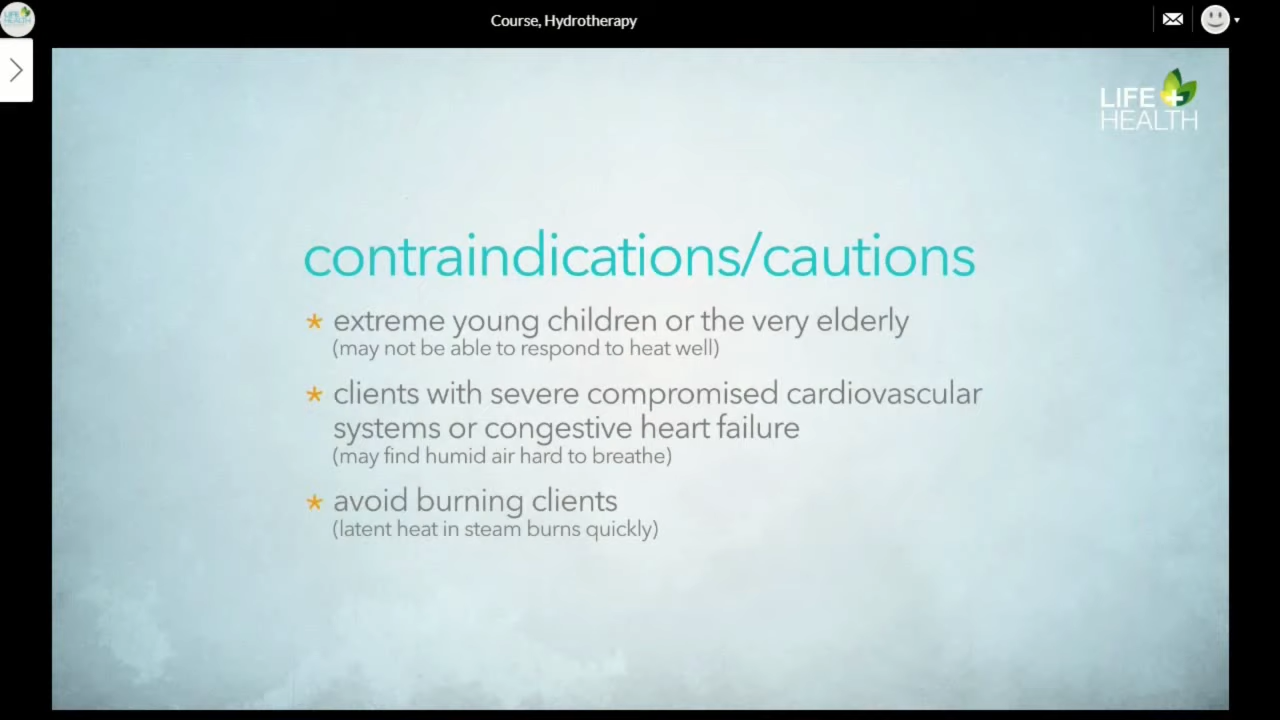 Course, Hydrotherapy
LIFE
HEALTH
contraindications/cautions
* extreme young children or the very elderly
(may not be able to respond to heat well)
* clients with severe compromised cardiovascular
systems or congestive heart failure
(may find humid air hard to breathe)
* avoid burning clients
(latent heat in steam burns quickly)